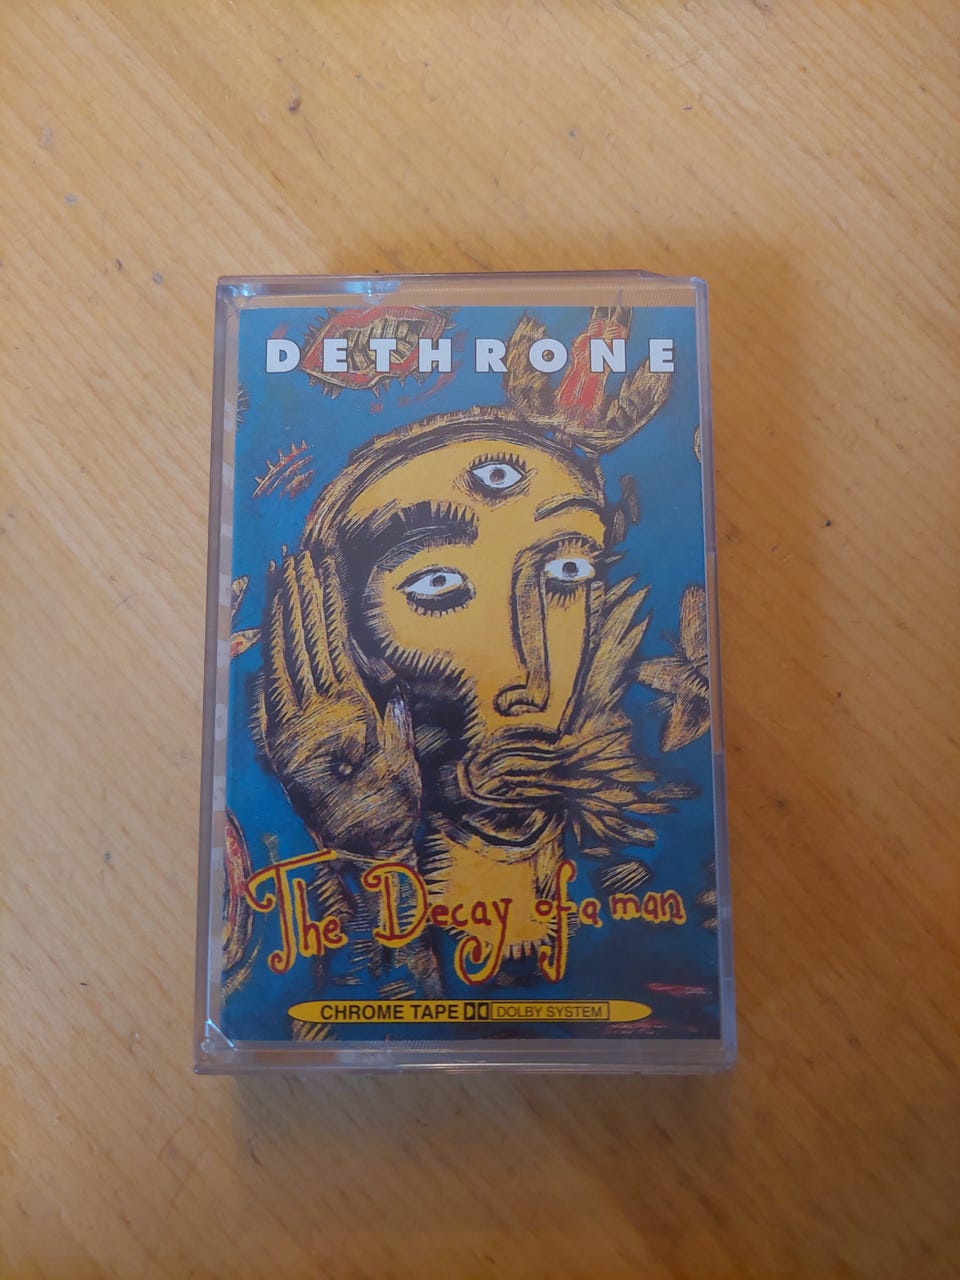 DETHRONE
The Decay of a man
CHROME TAPE DOLBY SYSTEM